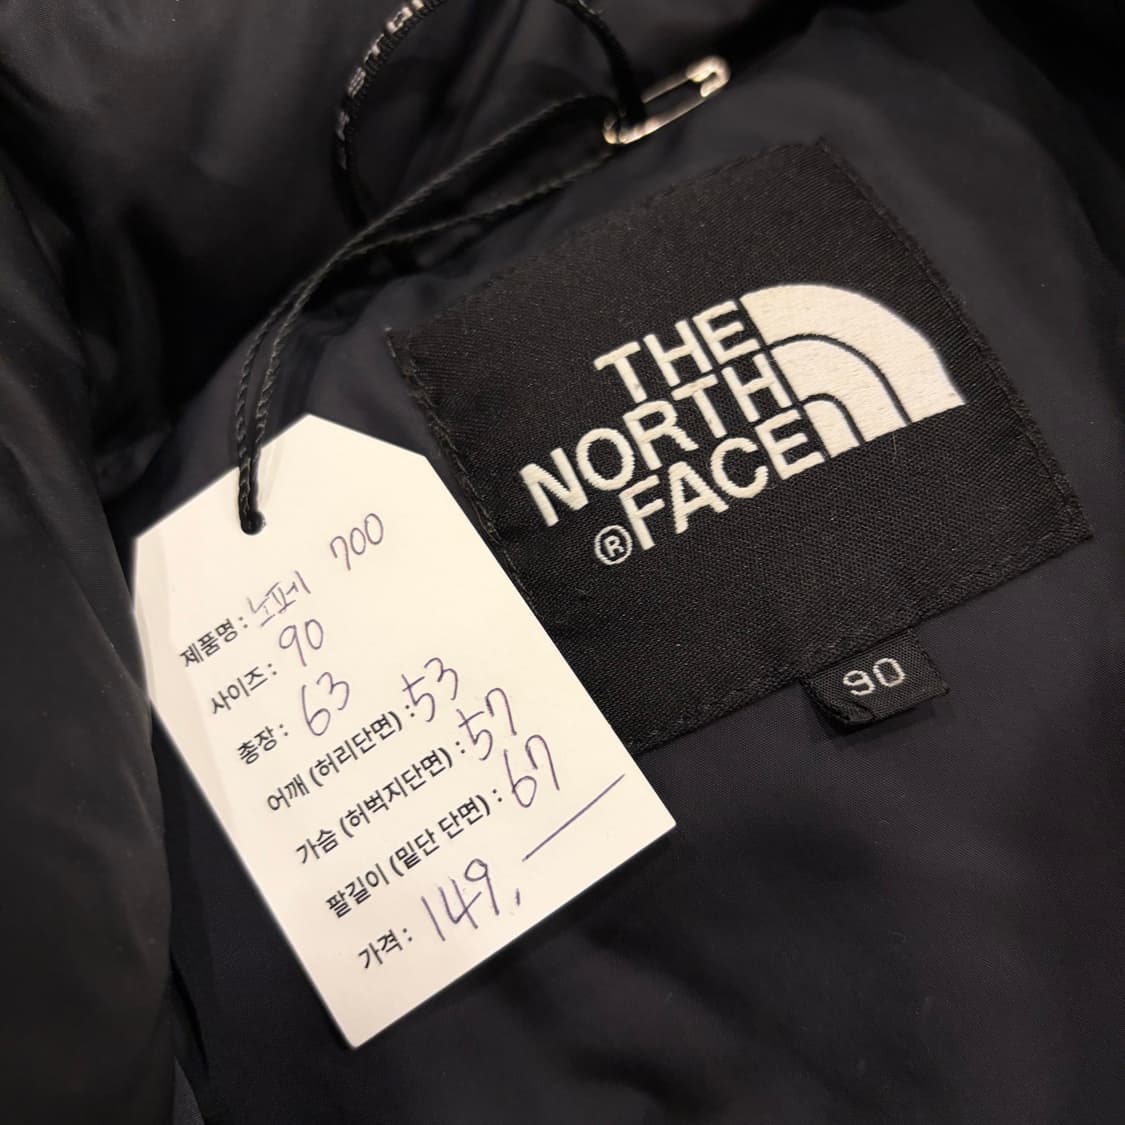 THE
NORTH
FACE
®
90
제품명: 노페 700
사이즈: 90
총장: 63
어깨 (허리단면) : 53
가슴 (허벅지단면) : 57
팔길이 (밑단 단면) : 67
가격: 149,